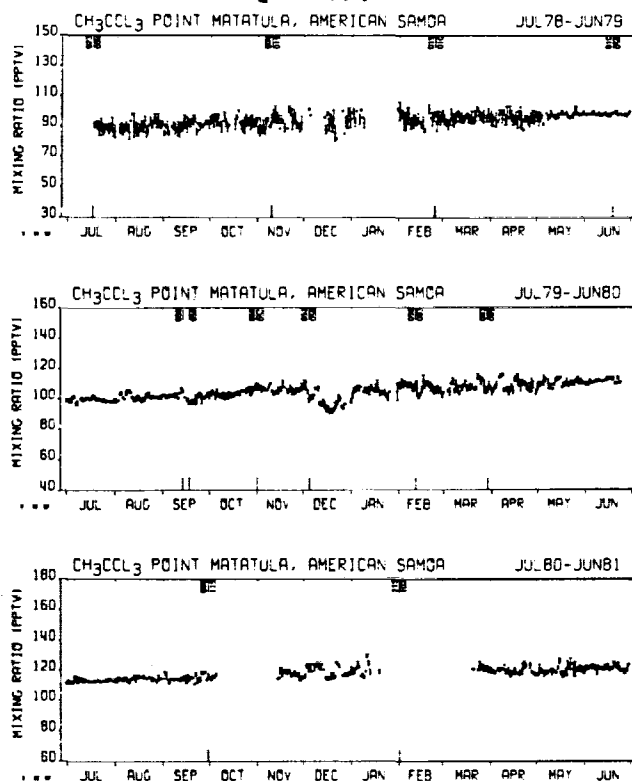 CH3CCL3 POINT MATATULA, AMERICAN SAMOA JUL78-JUN79
MIXING RATIO (PPTV)
150
130
110
90
70
50
30
JUL AUG SEP OCT NOV DEC JAN FEB MAR APR MAY JUN
CH3CCL3 POINT MATATULA, AMERICAN SAMOA JUL79-JUN80
MIXING RATIO (PPTV)
160
140
120
100
80
60
40
JUL AUG SEP OCT NOV DEC JAN FEB MAR APR MAY JUN
CH3CCL3 POINT MATATULA, AMERICAN SAMOA JUL80-JUN81
MIXING RATIO (PPTV)
180
160
140
120
100
80
60
JUL AUG SEP OCT NOV DEC JAN FEB MAR APR MAY JUN